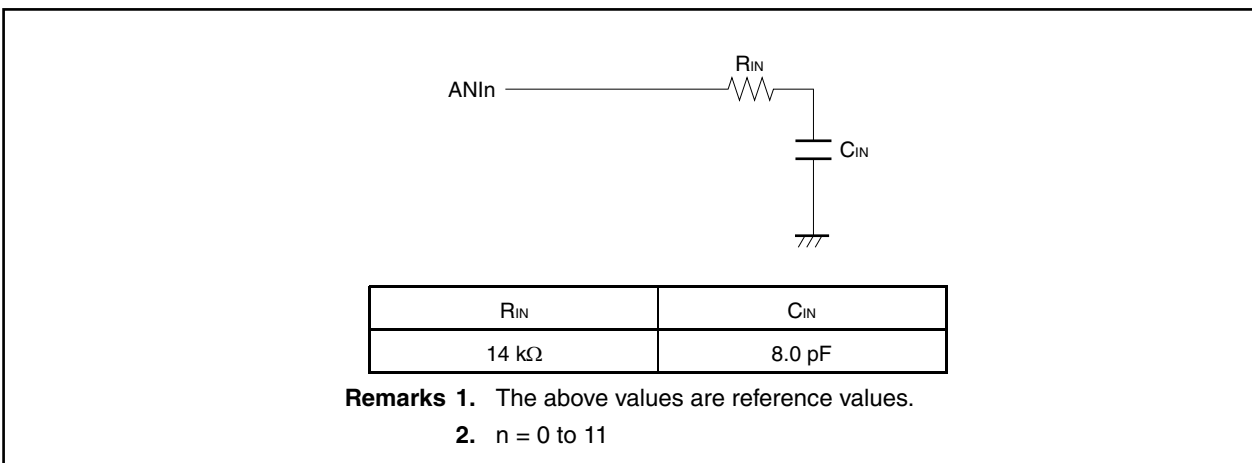 RIN
ANIn
CIN
RIN CIN
14 kΩ 8.0 pF
Remarks 1. The above values are reference values.
2. n = 0 to 11